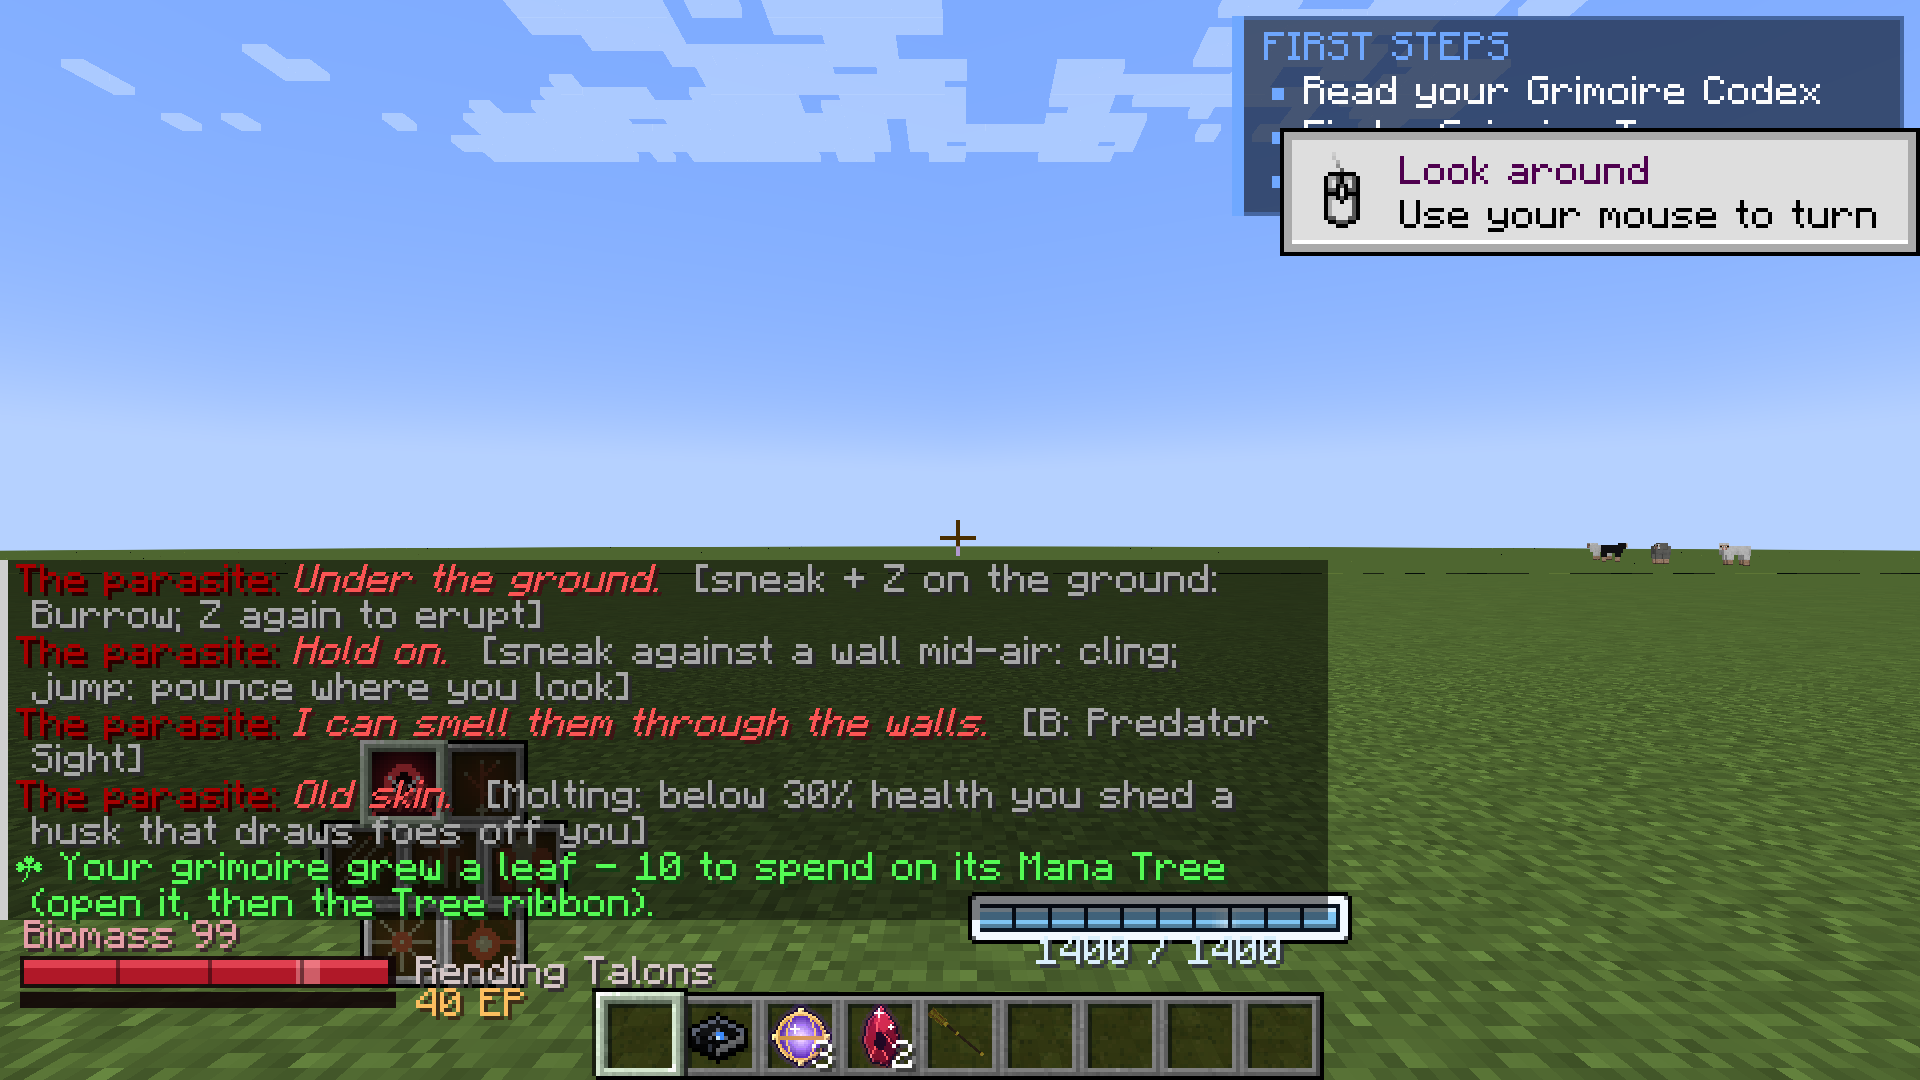 FIRST STEPS
Read your Grimoire Codex
Look around
Use your mouse to turn
The parasite: Under the ground. [sneak + Z on the ground:
Burrow; Z again to erupt]
The parasite: Hold on. [sneak against a wall mid-air: cling;
jump: pounce where you look]
The parasite: I can smell them through the walls. [B: Predator
Sight]
The parasite: Old skin. [Molting: below 30% health you shed a
husk that draws foes off you]
☘ Your grimoire grew a leaf - 10 to spend on its Mana Tree
(open it, then the Tree ribbon).
Biomass 99
1400 / 1400
Rending Talons
40 EP
3
2